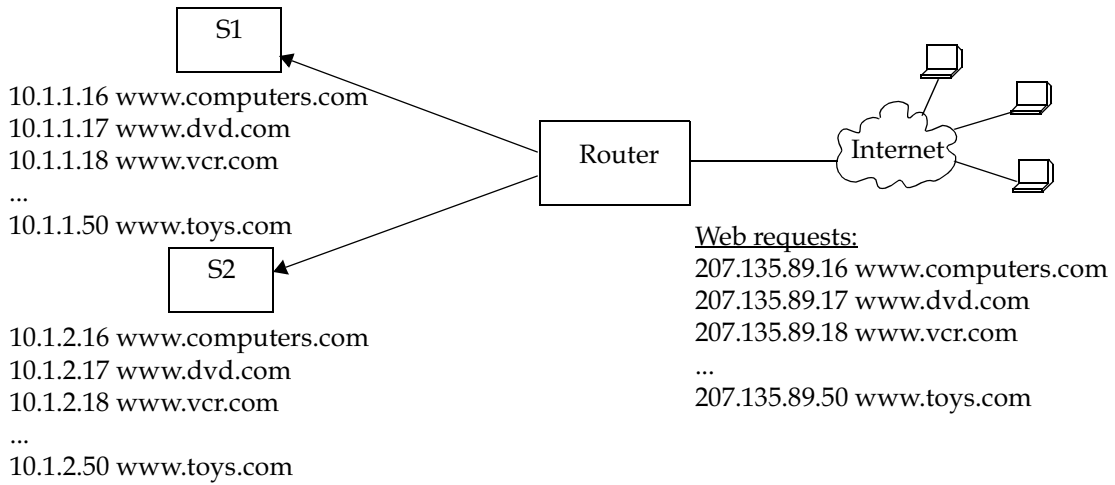 S1
10.1.1.16 www.computers.com
10.1.1.17 www.dvd.com
10.1.1.18 www.vcr.com
...
10.1.1.50 www.toys.com
S2
10.1.2.16 www.computers.com
10.1.2.17 www.dvd.com
10.1.2.18 www.vcr.com
...
10.1.2.50 www.toys.com
Router
Internet
Web requests:
207.135.89.16 www.computers.com
207.135.89.17 www.dvd.com
207.135.89.18 www.vcr.com
...
207.135.89.50 www.toys.com